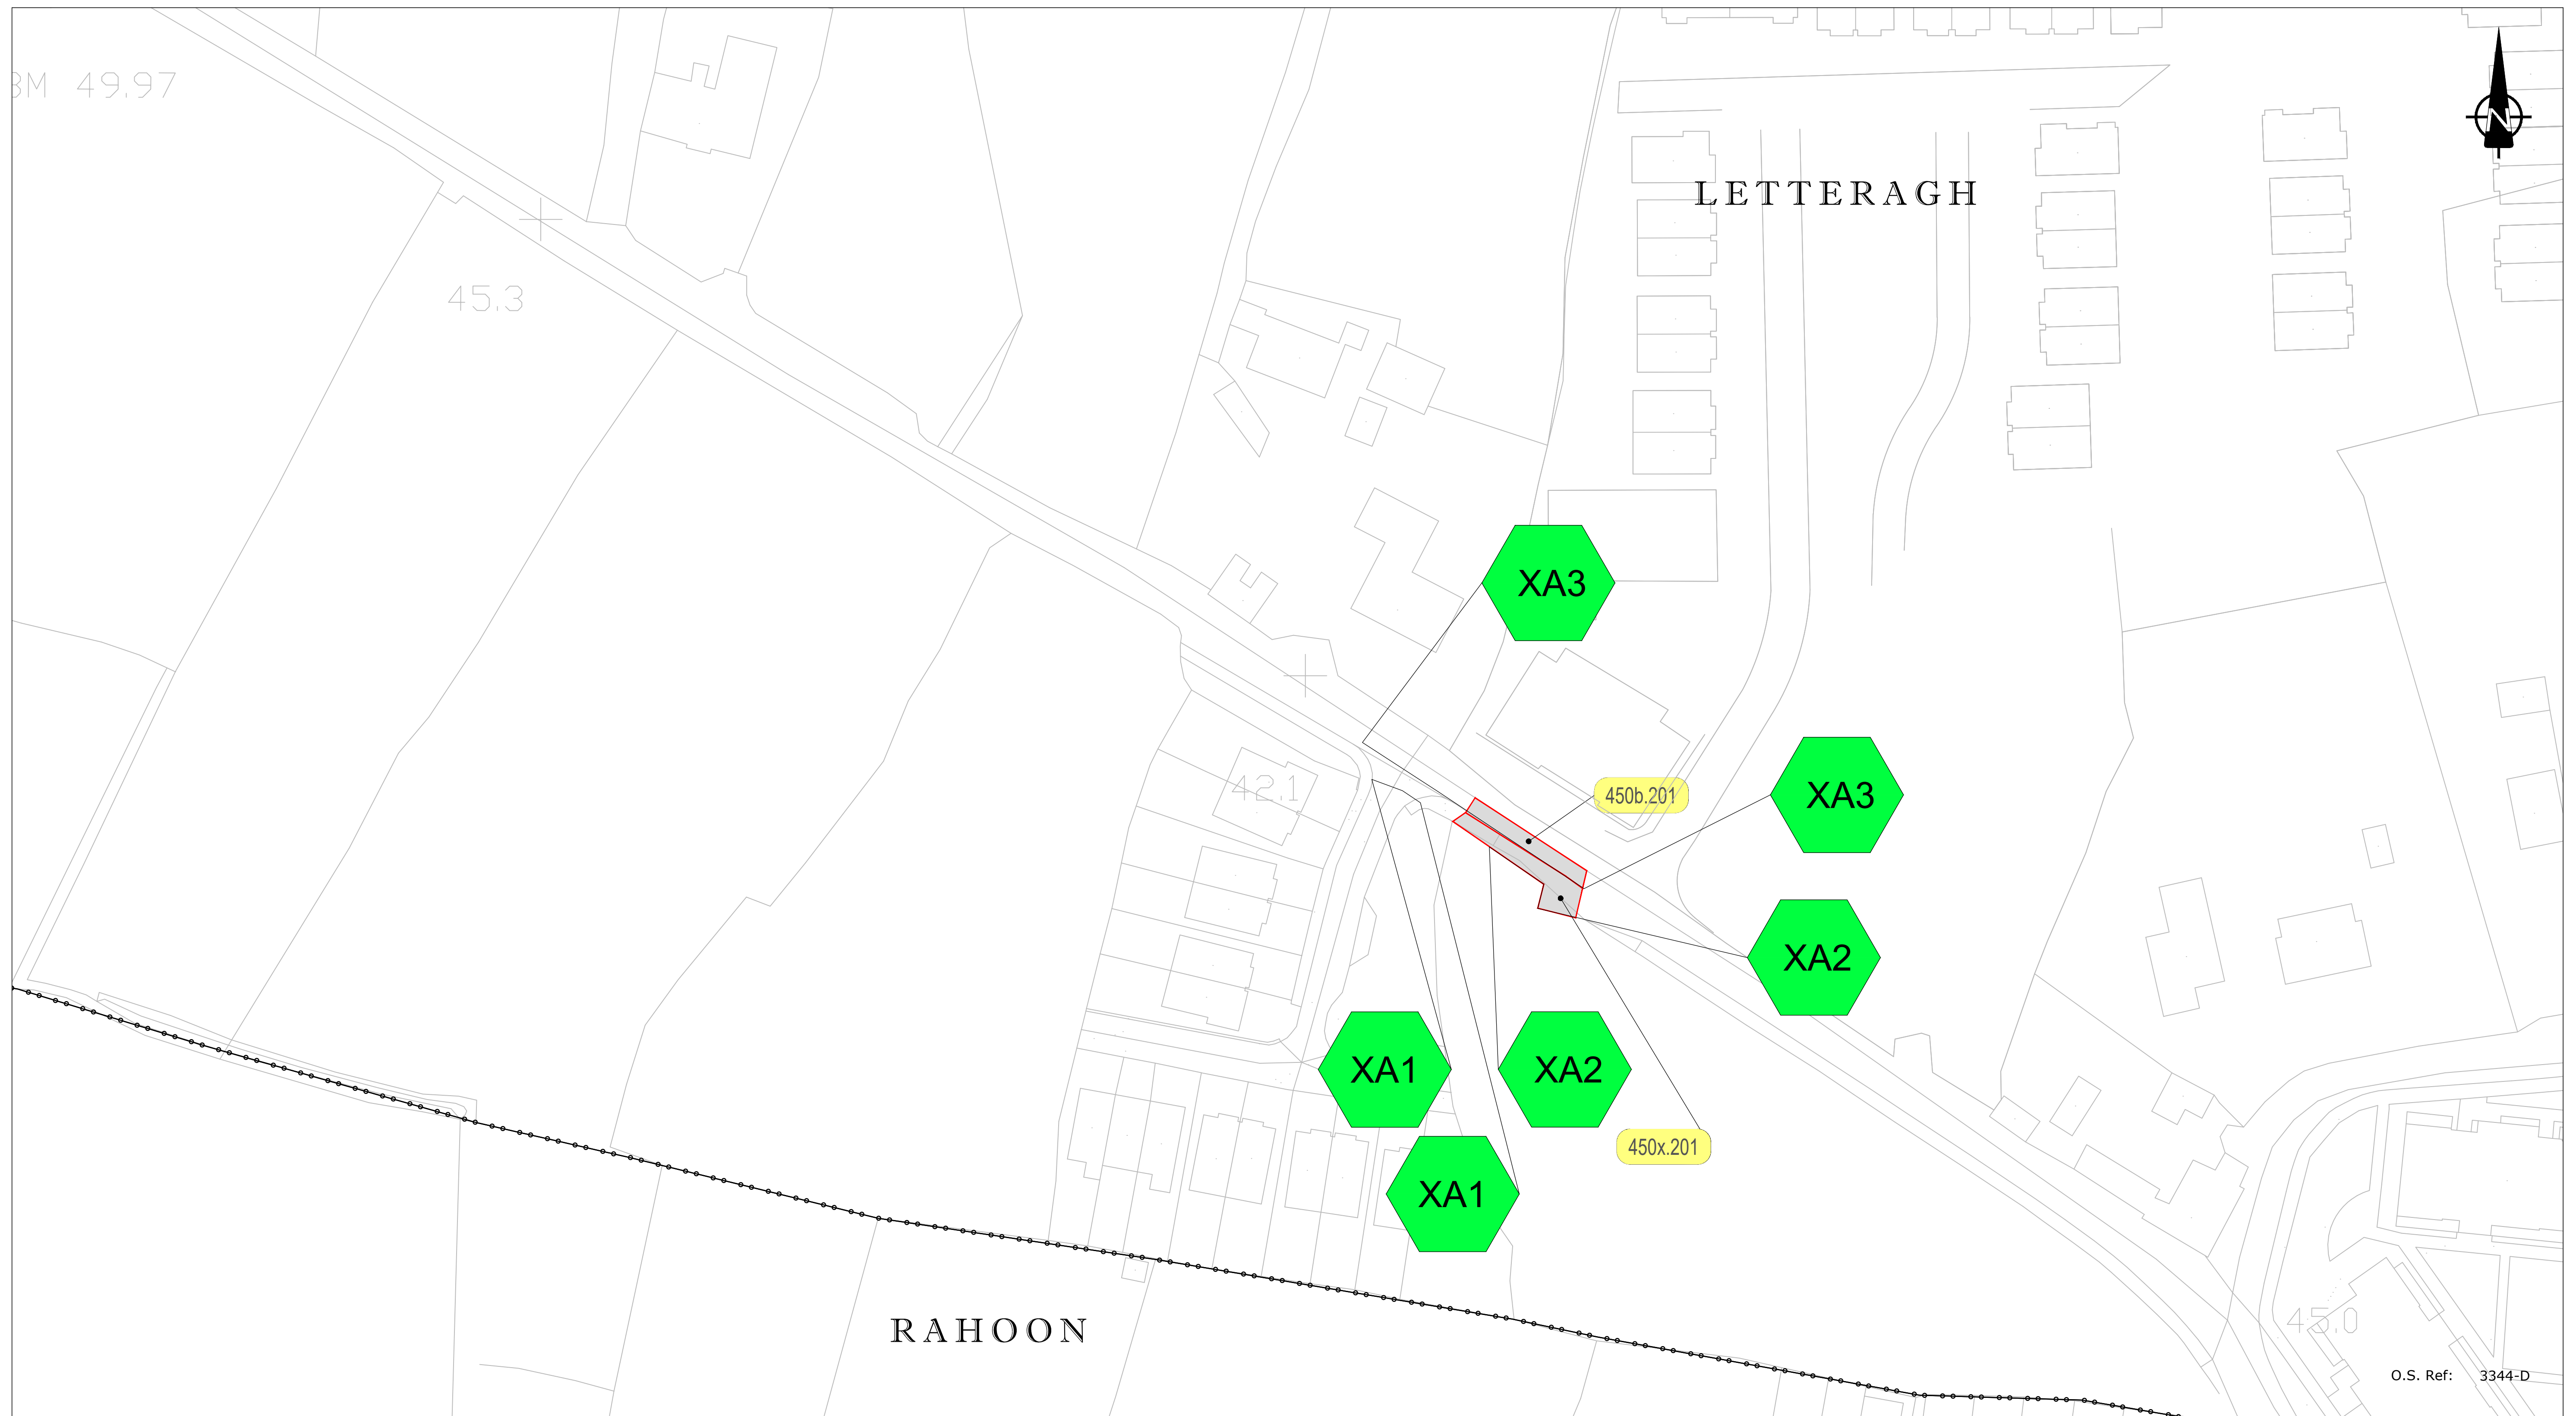 49.97
LETTERAGH
N
45.3
XA3
42.1
450b.201
XA3
XA2
XA1
XA2
450x.201
XA1
RAHOON
45.0
O.S. Ref: 3344-D